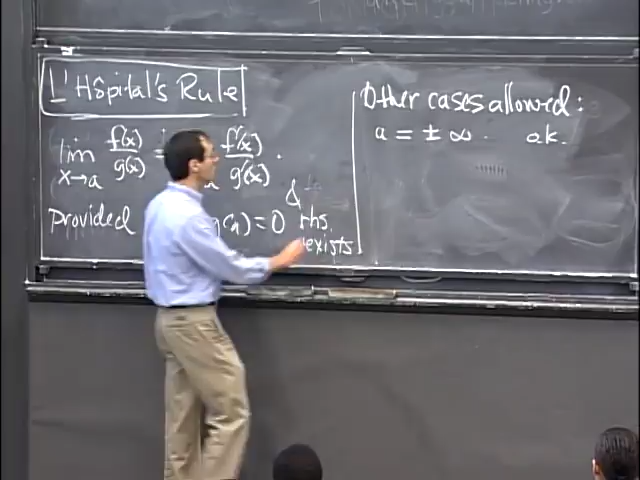 L'Hôpital's Rule
lim x→a f(x)/g(x) = f'(x)/g'(x) .
provided g(a) = 0 & rhs. exists
Other cases allowed:
a = ± ∞ . ok.